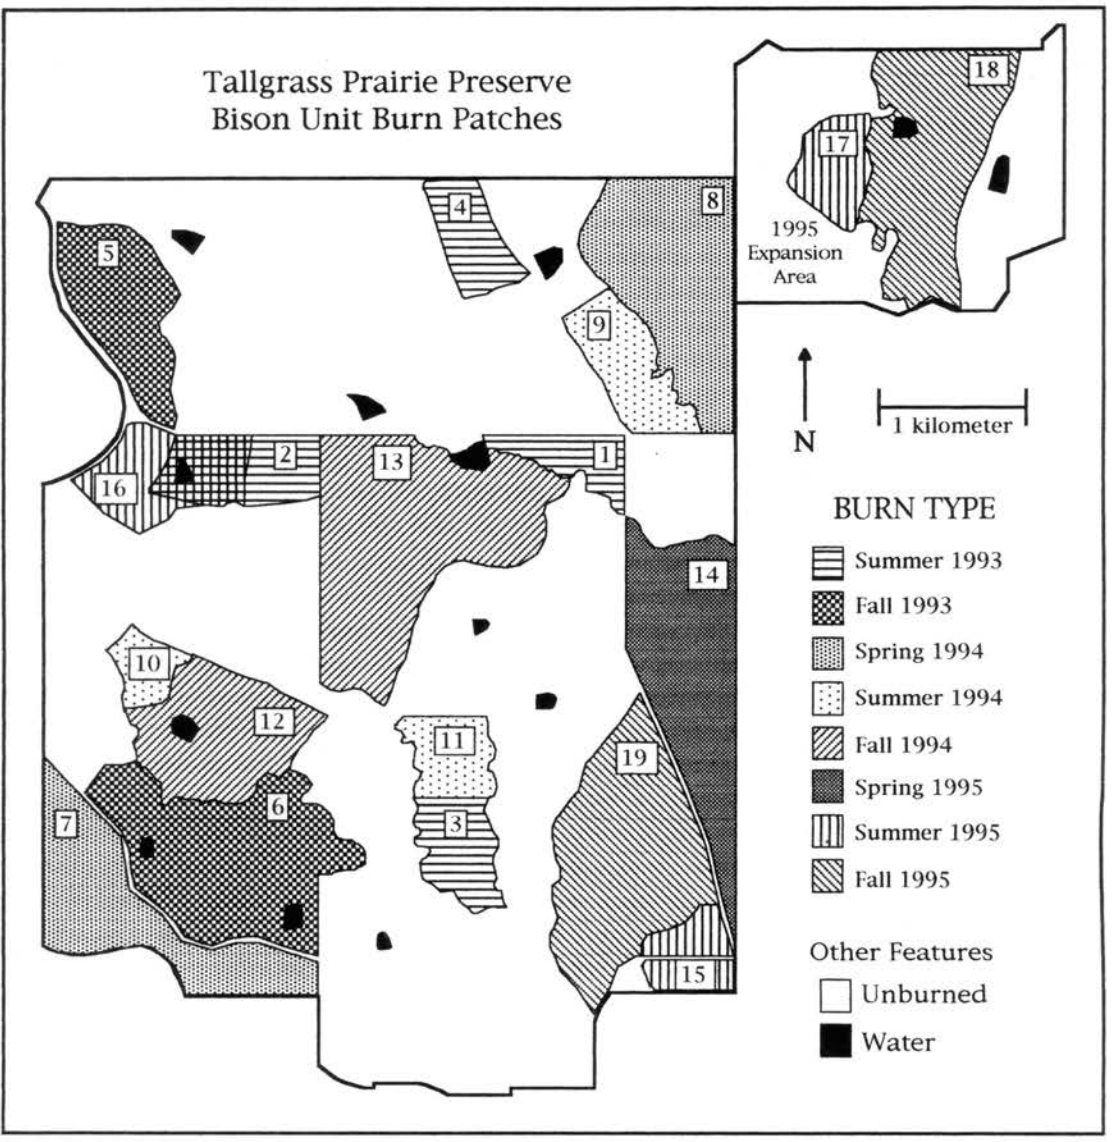 Tallgrass Prairie Preserve
Bison Unit Burn Patches
18
17
1995
Expansion
Area
4
8
5
9
N
1 kilometer
2
13
1
16
14
10
12
11
19
7
6
3
15
BURN TYPE
Summer 1993
Fall 1993
Spring 1994
Summer 1994
Fall 1994
Spring 1995
Summer 1995
Fall 1995
Other Features
Unburned
Water